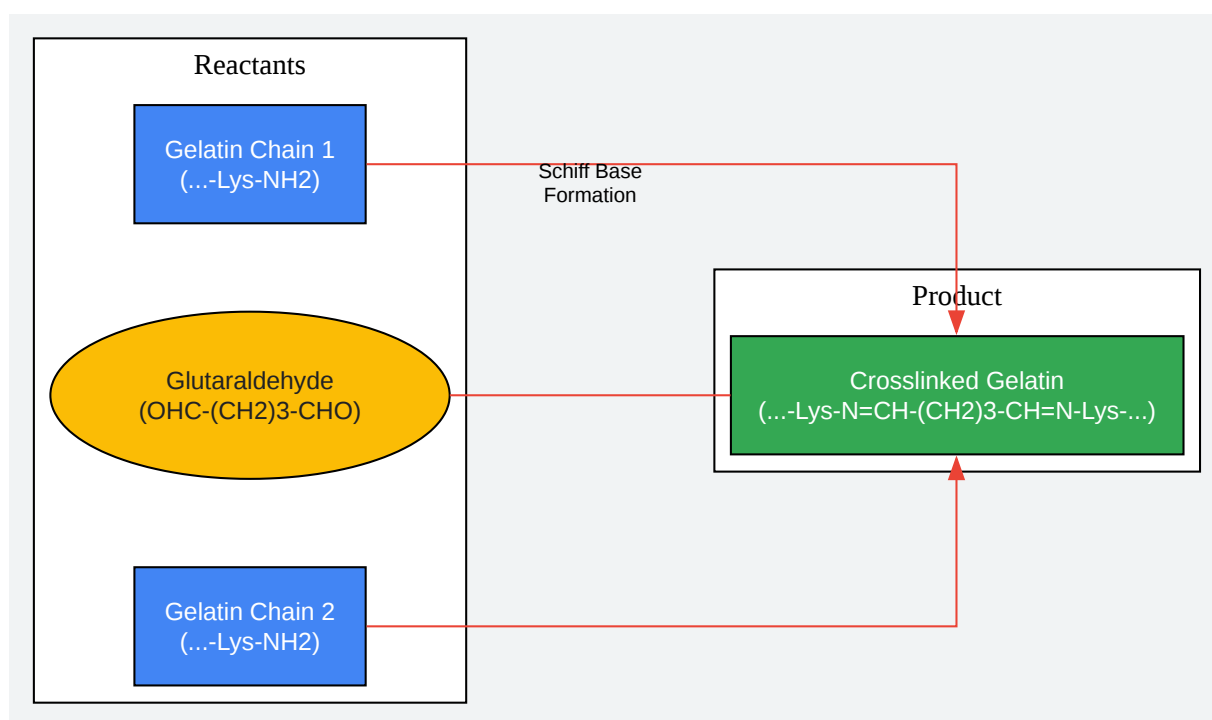 Reactants
Gelatin Chain 1
(...-Lys-NH2)
Schiff Base
Formation
Product
Glutaraldehyde
(OHC-(CH2)3-CHO)
Crosslinked Gelatin
(...-Lys-N=CH-(CH2)3-CH=N-Lys-...)
Gelatin Chain 2
(...-Lys-NH2)